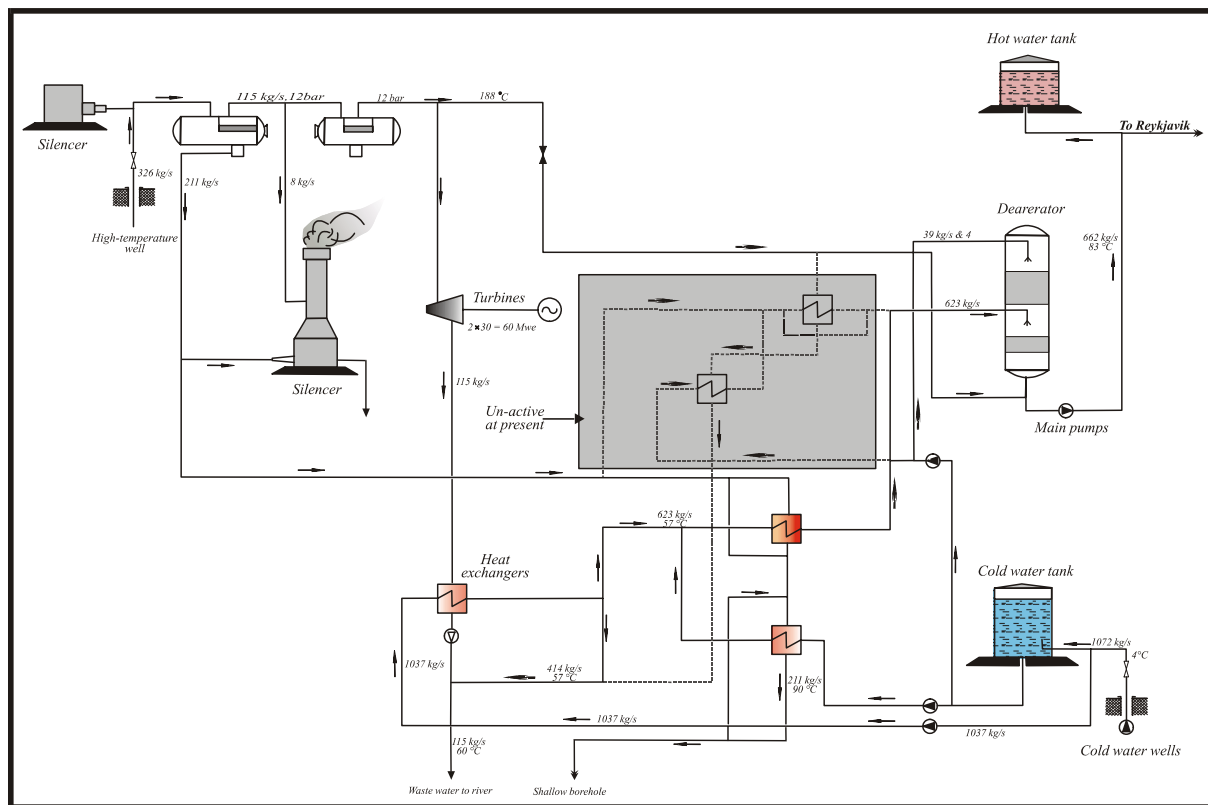 Hot water tank
115 kg/s,12bar
12 bar
188 °C
To Reykjavik
Silencer
326 kg/s
211 kg/s
8 kg/s
High-temperature
well
Dearerator
39 kg/s & 4
662 kg/s
83 °C
Turbines
2 x 30 = 60 Mwe
623 kg/s
Silencer
115 kg/s
Un-active
at present
Main pumps
623 kg/s
57 °C
Heat
exchangers
Cold water tank
1072 kg/s
4°C
1037 kg/s
414 kg/s
57 °C
211 kg/s
90 °C
1037 kg/s
1037 kg/s
115 kg/s
60 °C
Cold water wells
Waste water to river
Shallow borehole